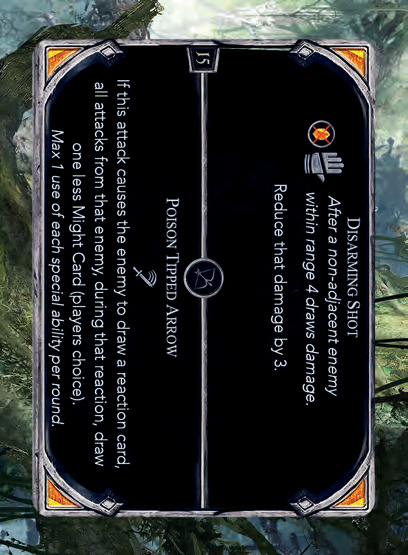 DISARMING SHOT
After a non-adjacent enemy
within range 4 draws damage.
Reduce that damage by 3.
15
POISON TIPPED ARROW
If this attack causes the enemy to draw a reaction card,
all attacks from that enemy, during that reaction, draw
one less Might Card (players choice).
Max 1 use of each special ability per round.